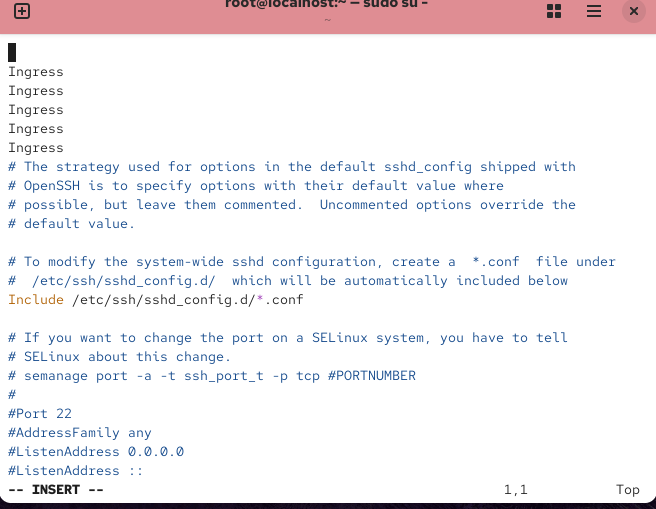 root@localhost:~ — sudo su -
~
Ingress
Ingress
Ingress
Ingress
Ingress
# The strategy used for options in the default sshd_config shipped with
# OpenSSH is to specify options with their default value where
# possible, but leave them commented.  Uncommented options override the
# default value.

# To modify the system-wide sshd configuration, create a  *.conf  file under
#  /etc/ssh/sshd_config.d/  which will be automatically included below
Include /etc/ssh/sshd_config.d/*.conf

# If you want to change the port on a SELinux system, you have to tell
# SELinux about this change.
# semanage port -a -t ssh_port_t -p tcp #PORTNUMBER
#
#Port 22
#AddressFamily any
#ListenAddress 0.0.0.0
#ListenAddress ::
-- INSERT -- 1,1 Top